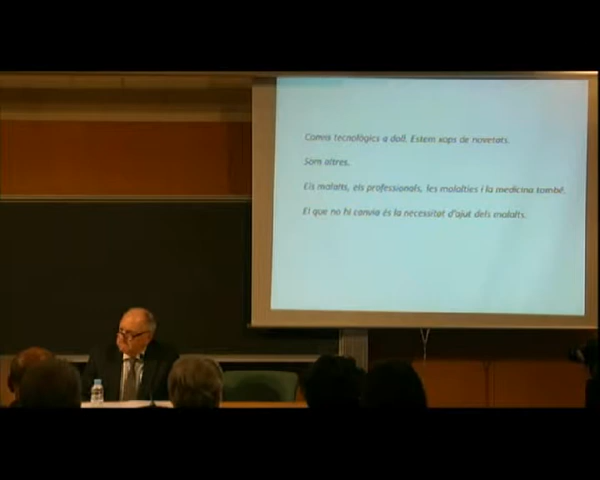 Canvis tecnològics a doll. Estem xops de novetats.
Som altres.
Els malalts, els professionals, les malalties i la medicina també.
El que no hi canvia és la necessitat d'ajut dels malalts.